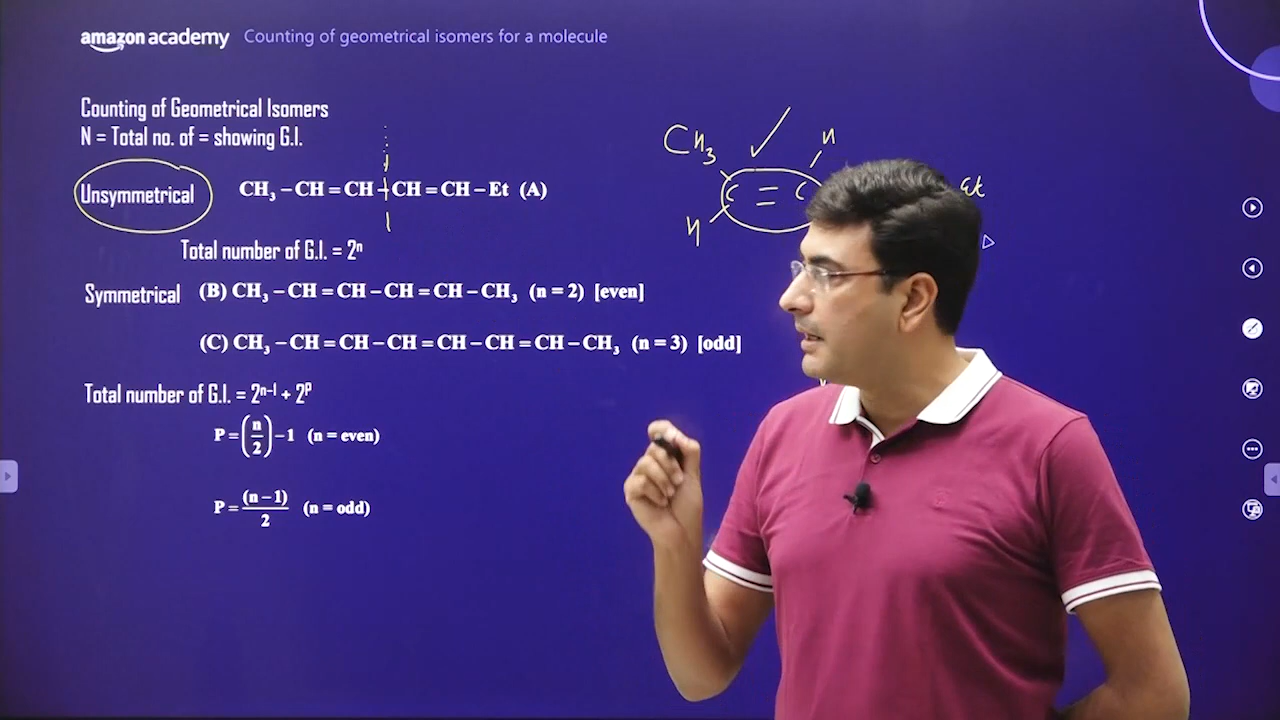 amazon academy Counting of geometrical isomers for a molecule
Counting of Geometrical Isomers
N = Total no. of = showing G.I.
Unsymmetrical CH₃ – CH = CH – CH = CH – Et (A)
Total number of G.I. = 2ⁿ
Symmetrical (B) CH₃ – CH = CH – CH = CH – CH₃ (n = 2) [even]
(C) CH₃ – CH = CH – CH = CH – CH = CH – CH₃ (n = 3) [odd]
Total number of G.I. = 2ⁿ⁻¹ + 2ᵖ
P = (n/2) – 1 (n = even)
P = (n – 1)/2 (n = odd)
CH₃ H
C = C Et
H